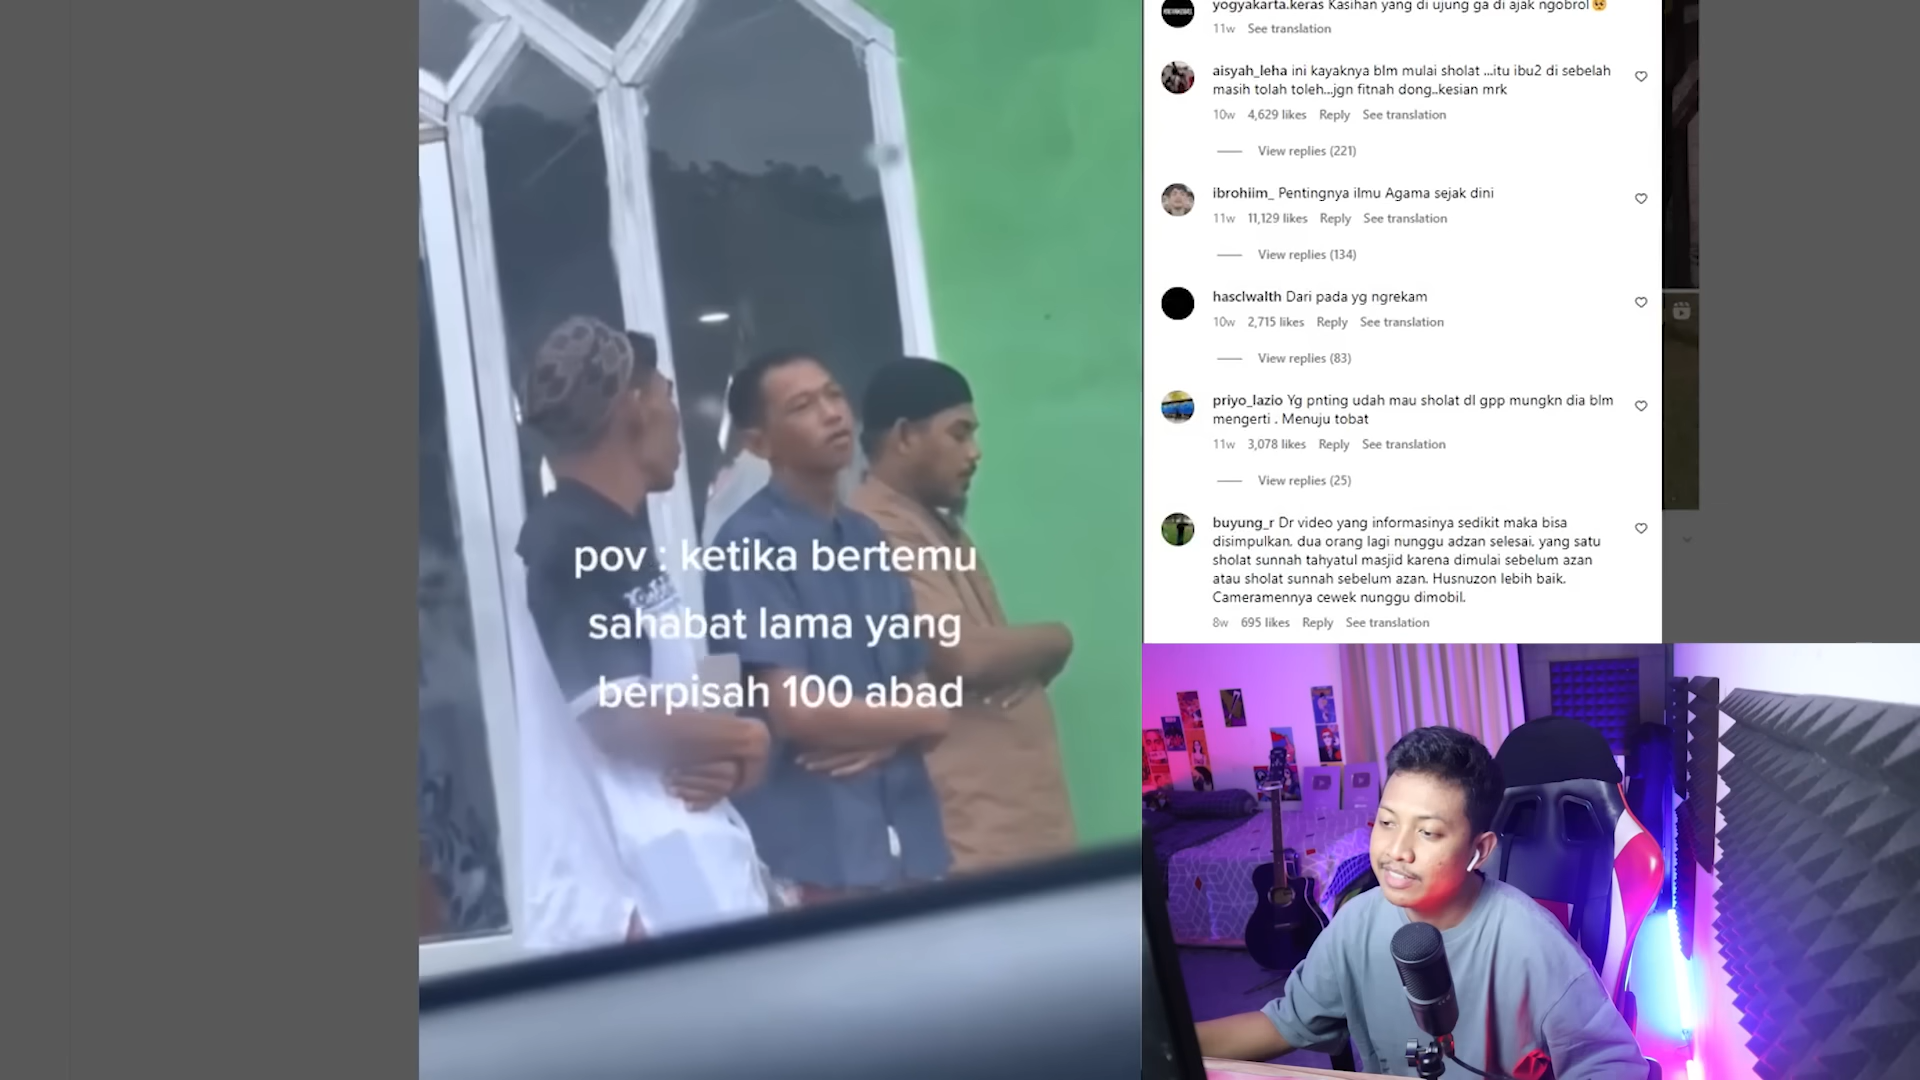 pov : ketika bertemu
sahabat lama yang
berpisah 100 abad
yogyakarta.keras Kasihan yang di ujung ga di ajak ngobrol🥺
11w See translation
aisyah_leha ini kayaknya blm mulai sholat ...itu ibu2 di sebelah
masih tolah toleh...jgn fitnah dong..kesian mrk
10w 4,629 likes Reply See translation
View replies (221)
ibrohiim_ Pentingnya ilmu Agama sejak dini
11w 11,129 likes Reply See translation
View replies (134)
hasclwalth Dari pada yg ngrekam
10w 2,715 likes Reply See translation
View replies (83)
priyo_lazio Yg pnting udah mau sholat dl gpp mungkn dia blm
mengerti . Menuju tobat
11w 3,078 likes Reply See translation
View replies (25)
buyung_r Dr video yang informasinya sedikit maka bisa
disimpulkan, dua orang lagi nunggu adzan selesai, yang satu
sholat sunnah tahyatul masjid karena dimulai sebelum azan
atau sholat sunnah sebelum azan. Husnuzon lebih baik.
Cameramennya cewek nunggu dimobil.
8w 695 likes Reply See translation